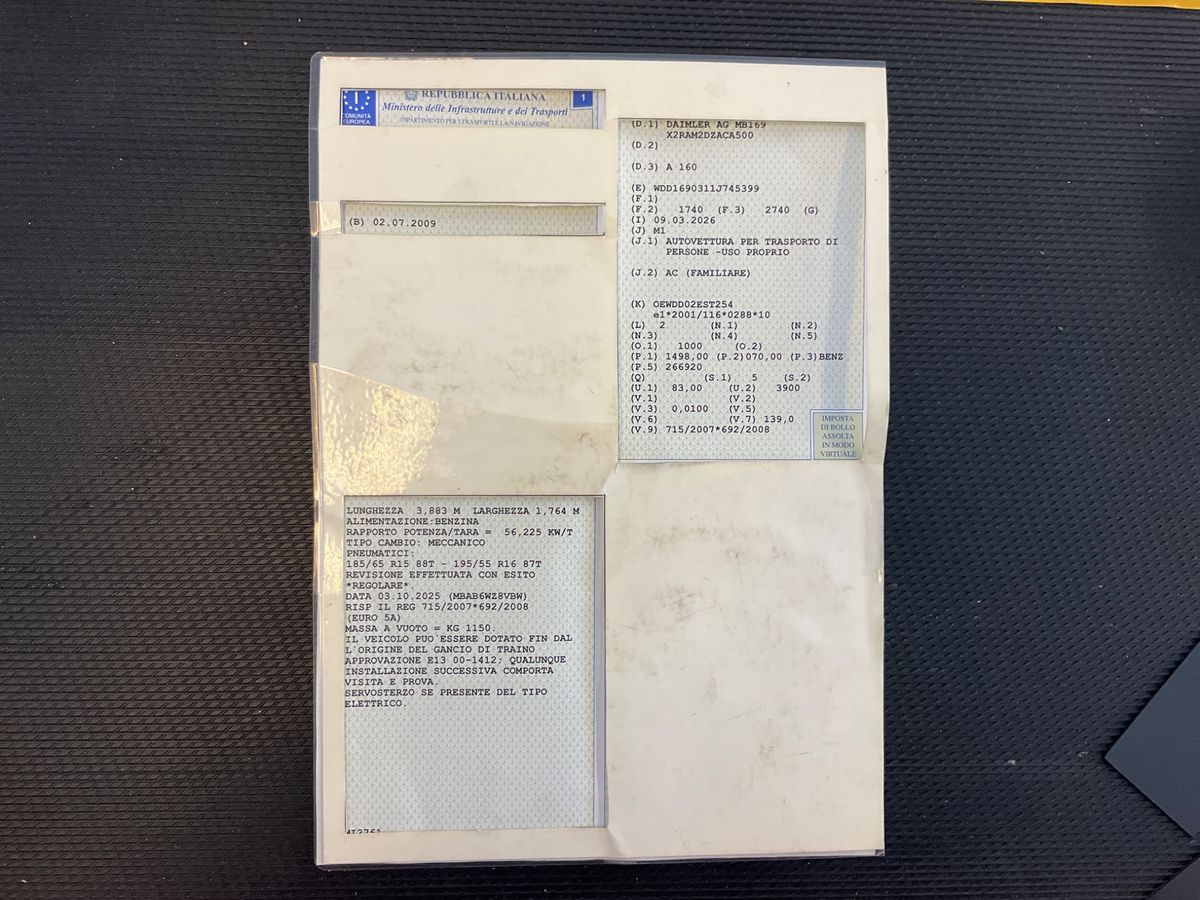 I
COMUNITÀ
EUROPEA
REPUBBLICA ITALIANA
1
Ministero delle Infrastrutture e dei Trasporti
DIPARTIMENTO PER I TRASPORTI E LA NAVIGAZIONE
(B) 02.07.2009
(D.1) DAIMLER AG MB169
X2RAM2DZACA500
(D.2)
(D.3) A 160
(E) WDD1690311J745399
(F.1)
(F.2) 1740 (F.3) 2740 (G)
(I) 09.03.2026
(J) M1
(J.1) AUTOVETTURA PER TRASPORTO DI
PERSONE -USO PROPRIO
(J.2) AC (FAMILIARE)
(K) OEWDD02EST254
e1*2001/116*0288*10
(L) 2 (N.1) (N.2)
(N.3) (N.4) (N.5)
(O.1) 1000 (O.2)
(P.1) 1498,00 (P.2)070,00 (P.3)BENZ
(P.5) 266920
(Q) (S.1) 5 (S.2)
(U.1) 83,00 (U.2) 3900
(V.1) (V.2)
(V.3) 0,0100 (V.5)
(V.6) (V.7) 139,0
(V.9) 715/2007*692/2008
IMPOSTA
DI BOLLO
ASSOLTA
IN MODO
VIRTUALE
LUNGHEZZA 3,883 M LARGHEZZA 1,764 M
ALIMENTAZIONE:BENZINA
RAPPORTO POTENZA/TARA = 56,225 KW/T
TIPO CAMBIO: MECCANICO
PNEUMATICI:
185/65 R15 88T - 195/55 R16 87T
REVISIONE EFFETTUATA CON ESITO
*REGOLARE*.
DATA 03.10.2025 (MBAB6WZ8VBW)
RISP IL REG 715/2007*692/2008
(EURO 5A)
MASSA A VUOTO = KG 1150.
IL VEICOLO PUO`ESSERE DOTATO FIN DAL
L`ORIGINE DEL GANCIO DI TRAINO
APPROVAZIONE E13 00-1412; QUALUNQUE
INSTALLAZIONE SUCCESSIVA COMPORTA
VISITA E PROVA.
SERVOSTERZO SE PRESENTE DEL TIPO
ELETTRICO.